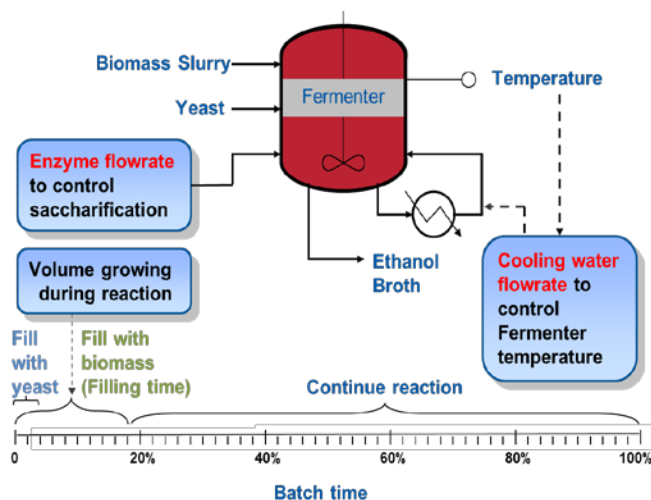 Biomass Slurry
Fermenter
Temperature
Yeast
Enzyme flowrate
to control
saccharification
Volume growing
during reaction
Ethanol
Broth
Cooling water
flowrate to
control
Fermenter
temperature
Fill
with
yeast
Fill with
biomass
(Filling time)
Continue reaction
0
20%
40%
60%
80%
100%
Batch time